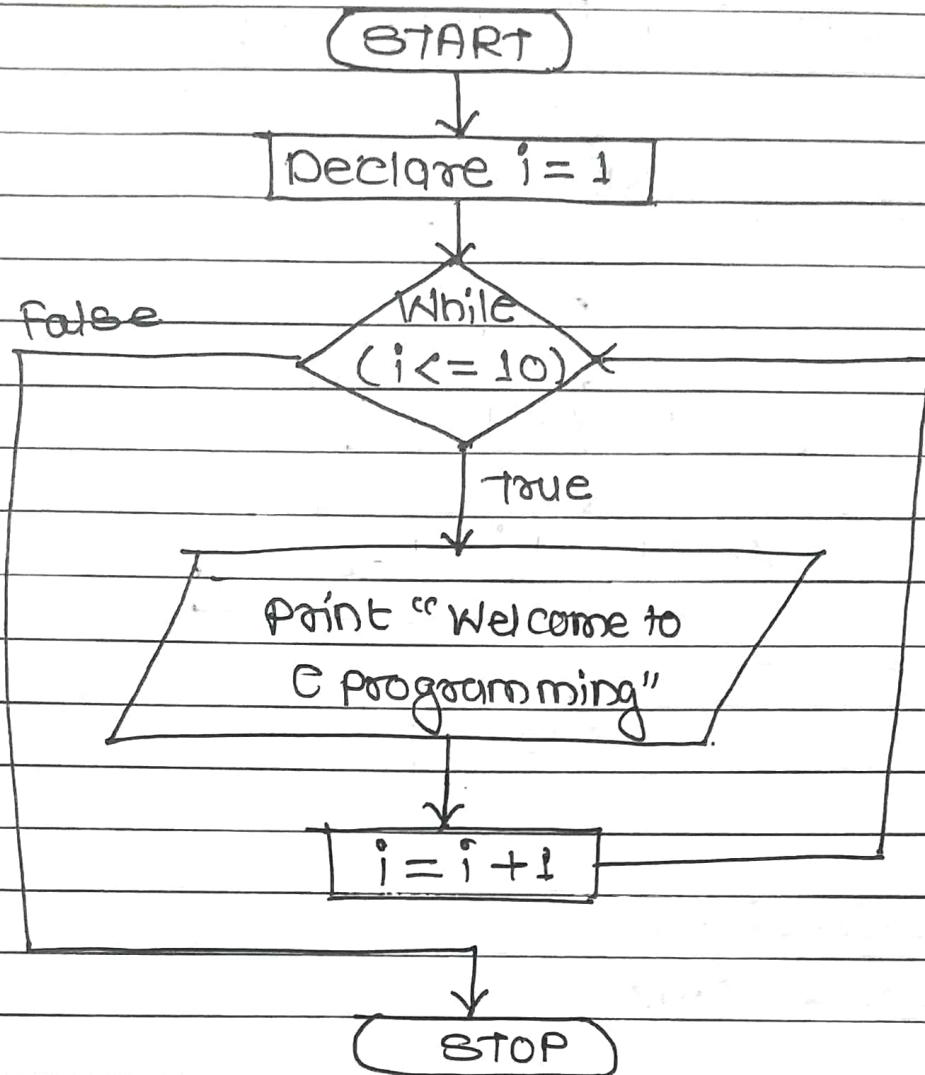 START
Declare i = 1
While
False
(i <= 10)
true
Print "Welcome to
C programming"
i = i + 1
STOP